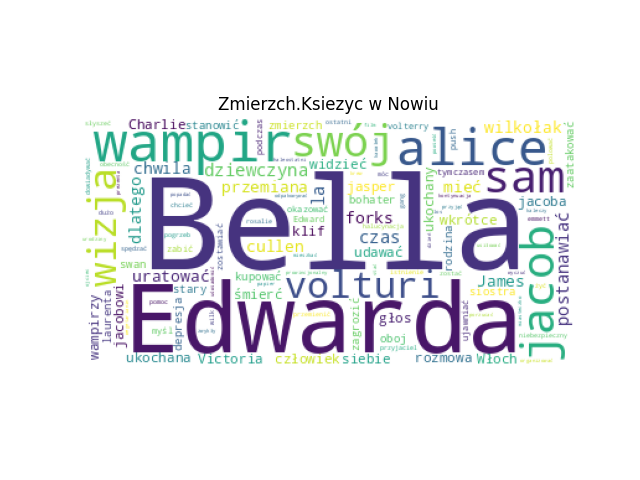 Zmierzch.Ksiezyc w Nowiu
słyszeć
Charlie
stanowić
podczas
zmierzch
ostatni
film
volterry
push
wilkołak
wampir
swój
alice
zaatakować
obecność
chwila
dziewczyna
widzieć
tymczasem
sam
wizja
dużo
dlatego
popadać
chcieć
przemiana
okazować
Edward
la
jasper
bohater
mieć
ukochany
jacoba
wkrótce
emmett
Bella
rosalie
klif
forks
czas
udawać
rodzina
postanawiać
jacob
pogrzeb
zabić
spędzać
swan
zostawiać
cullen
uratować
kupować
stary
śmierć
volturi
James
siostra
wampirzy
laurenta
jacobowi
pomoc
myśl
depresja
Edwarda
zagrozić
głos
oboj
przyjaciel
ujawniać
niebezpieczny
ukochana
Victoria
człowiek
siebie
rozmowa
Włoch